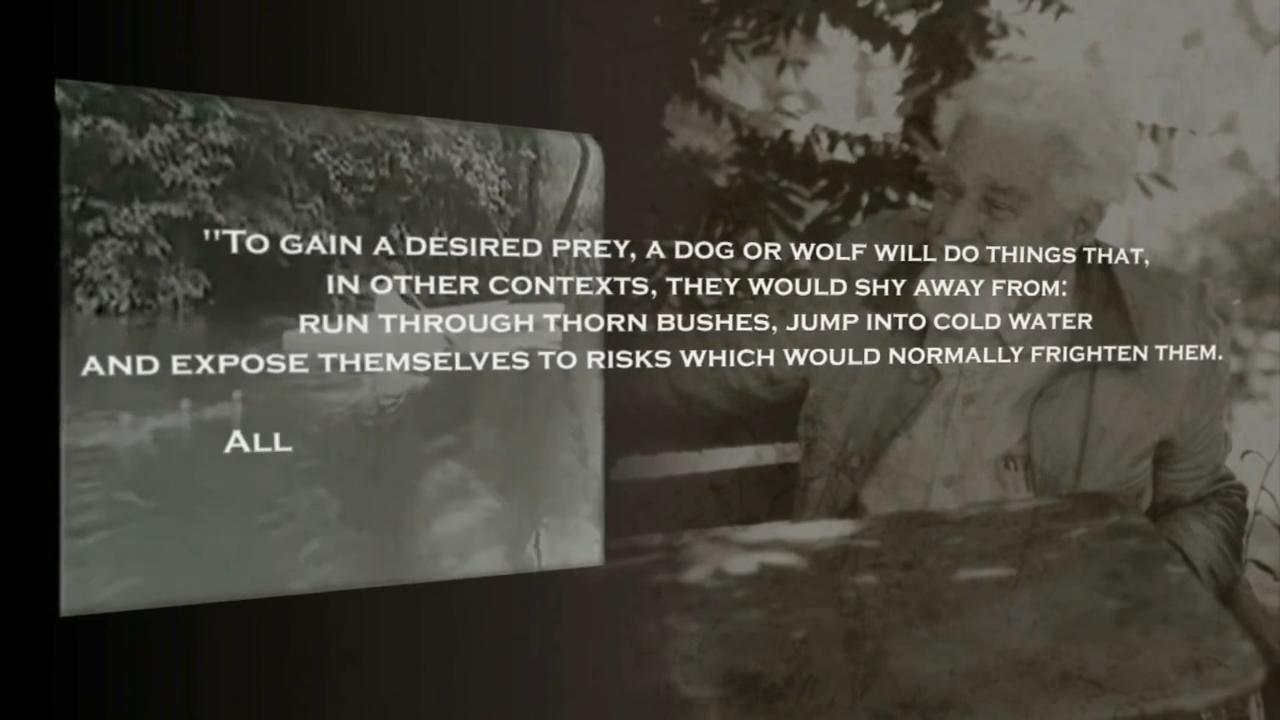 "To gain a desired prey, a dog or wolf will do things that,
in other contexts, they would shy away from:
run through thorn bushes, jump into cold water
and expose themselves to risks which would normally frighten them.
All